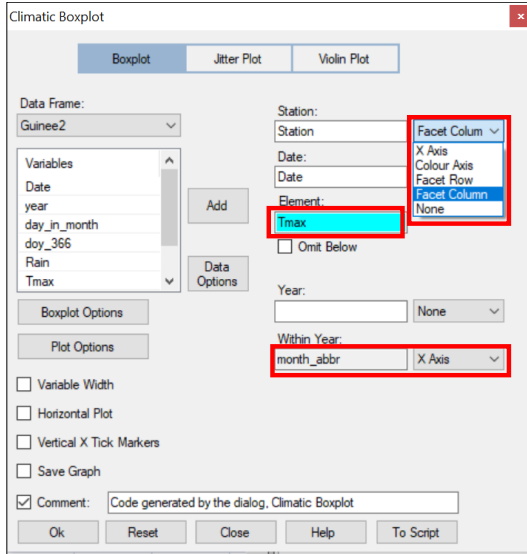 Climatic Boxplot
Boxplot
Jitter Plot
Violin Plot
Data Frame:
Guinee2
Variables
Date
year
day_in_month
doy_366
Rain
Tmax
Add
Data
Options
Station:
Station
Facet Colum
X Axis
Colour Axis
Facet Row
Facet Column
None
Date:
Date
Element:
Tmax
Omit Below
Year:
None
Within Year:
month_abbr
X Axis
Boxplot Options
Plot Options
Variable Width
Horizontal Plot
Vertical X Tick Markers
Save Graph
Comment:
Code generated by the dialog, Climatic Boxplot
Ok
Reset
Close
Help
To Script